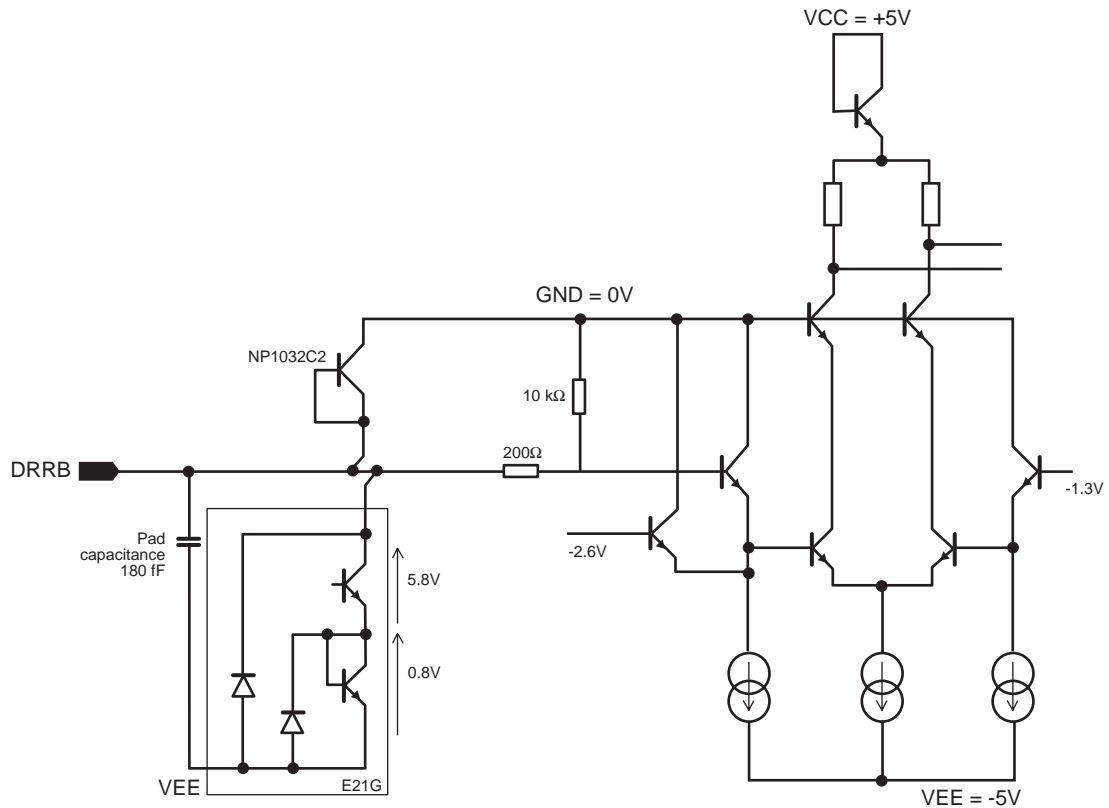 VCC = +5V
GND = 0V
NP1032C2
10 kΩ
DRRB
200Ω
-1.3V
Pad
capacitance
180 fF
-2.6V
5.8V
0.8V
VEE
E21G
VEE = -5V